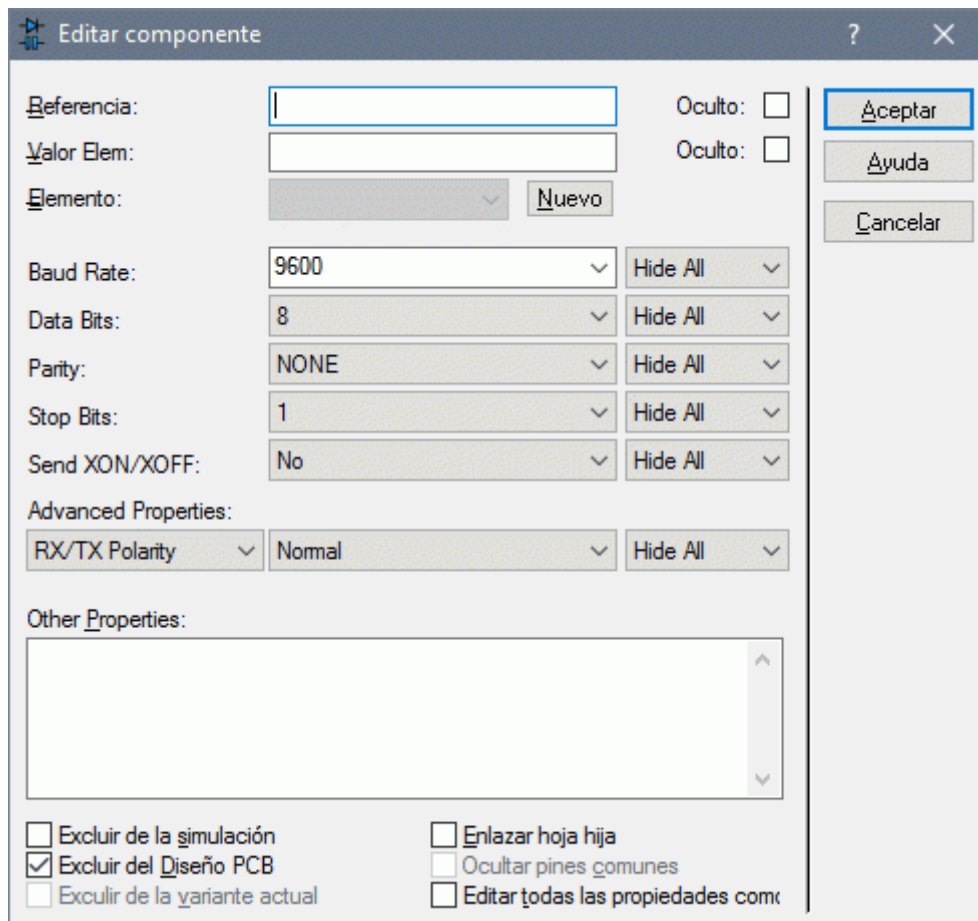 Editar componente ? ×
Referencia: Oculto: Aceptar
Valor Elem: Oculto: Ayuda
Elemento: Nuevo Cancelar
Baud Rate: 9600 Hide All
Data Bits: 8 Hide All
Parity: NONE Hide All
Stop Bits: 1 Hide All
Send XON/XOFF: No Hide All
Advanced Properties:
RX/TX Polarity Normal Hide All
Other Properties:
Excluir de la simulación Enlazar hoja hija
Excluir del Diseño PCB Ocultar pines comunes
Exculir de la variante actual Editar todas las propiedades como